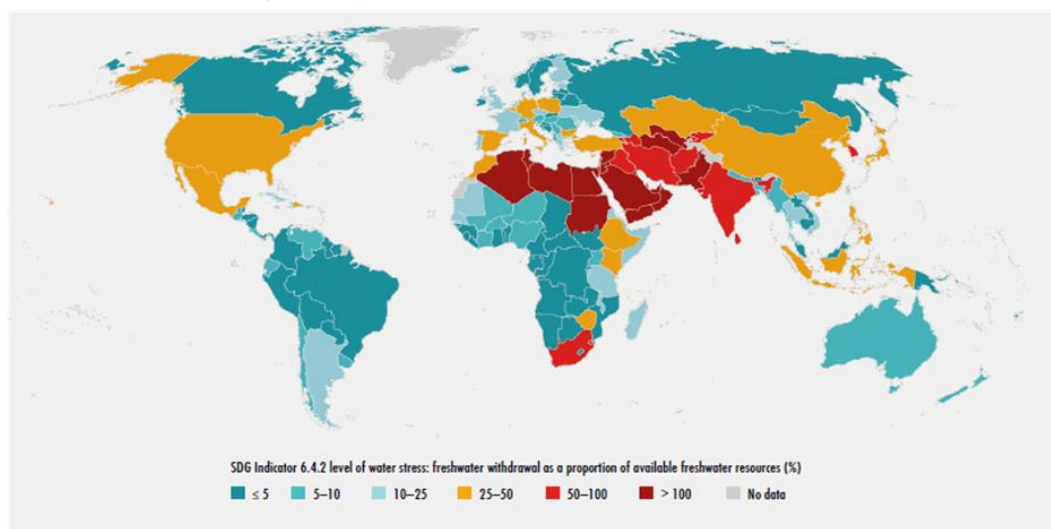 SDG Indicator 6.4.2 level of water stress: freshwater withdrawal as a proportion of available freshwater resources (%)
≤ 5 5–10 10–25 25–50 50–100 > 100 No data